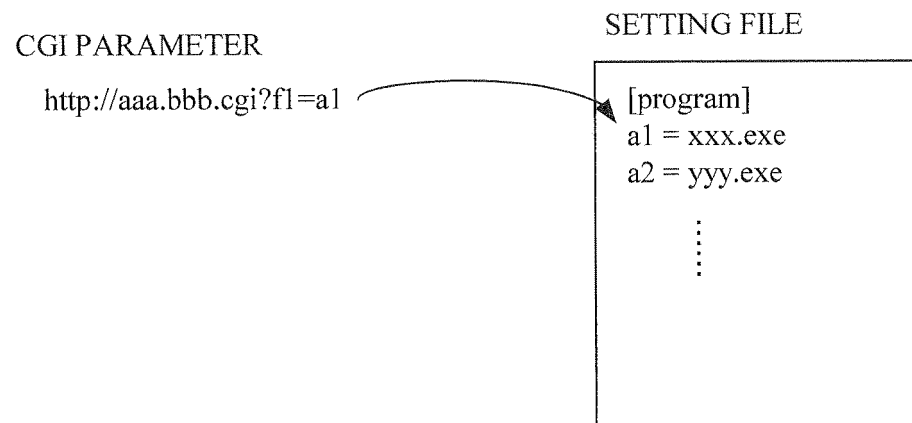 CGI PARAMETER
http://aaa.bbb.cgi?f1=a1
SETTING FILE
[program]
a1 = xxx.exe
a2 = yyy.exe